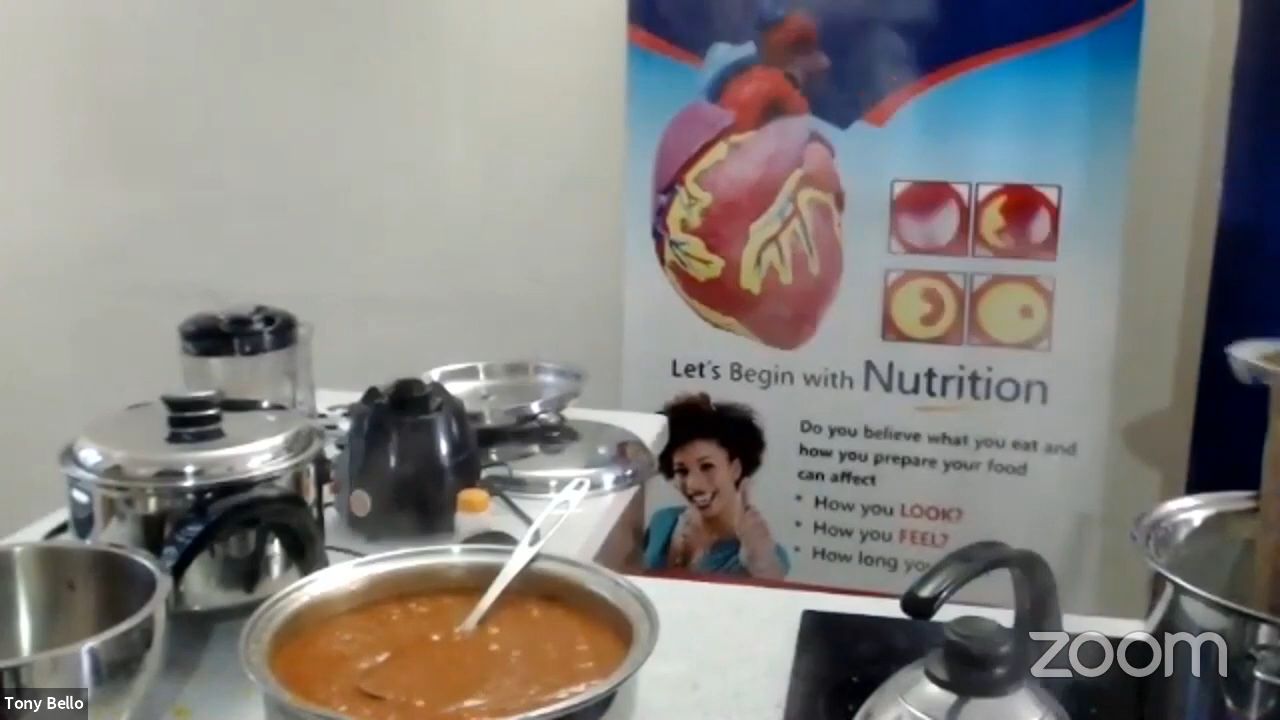 Let's Begin with Nutrition
Do you believe what you eat and
how you prepare your food
can affect
• How you LOOK?
• How you FEEL?
• How long
Tony Bello
zoom